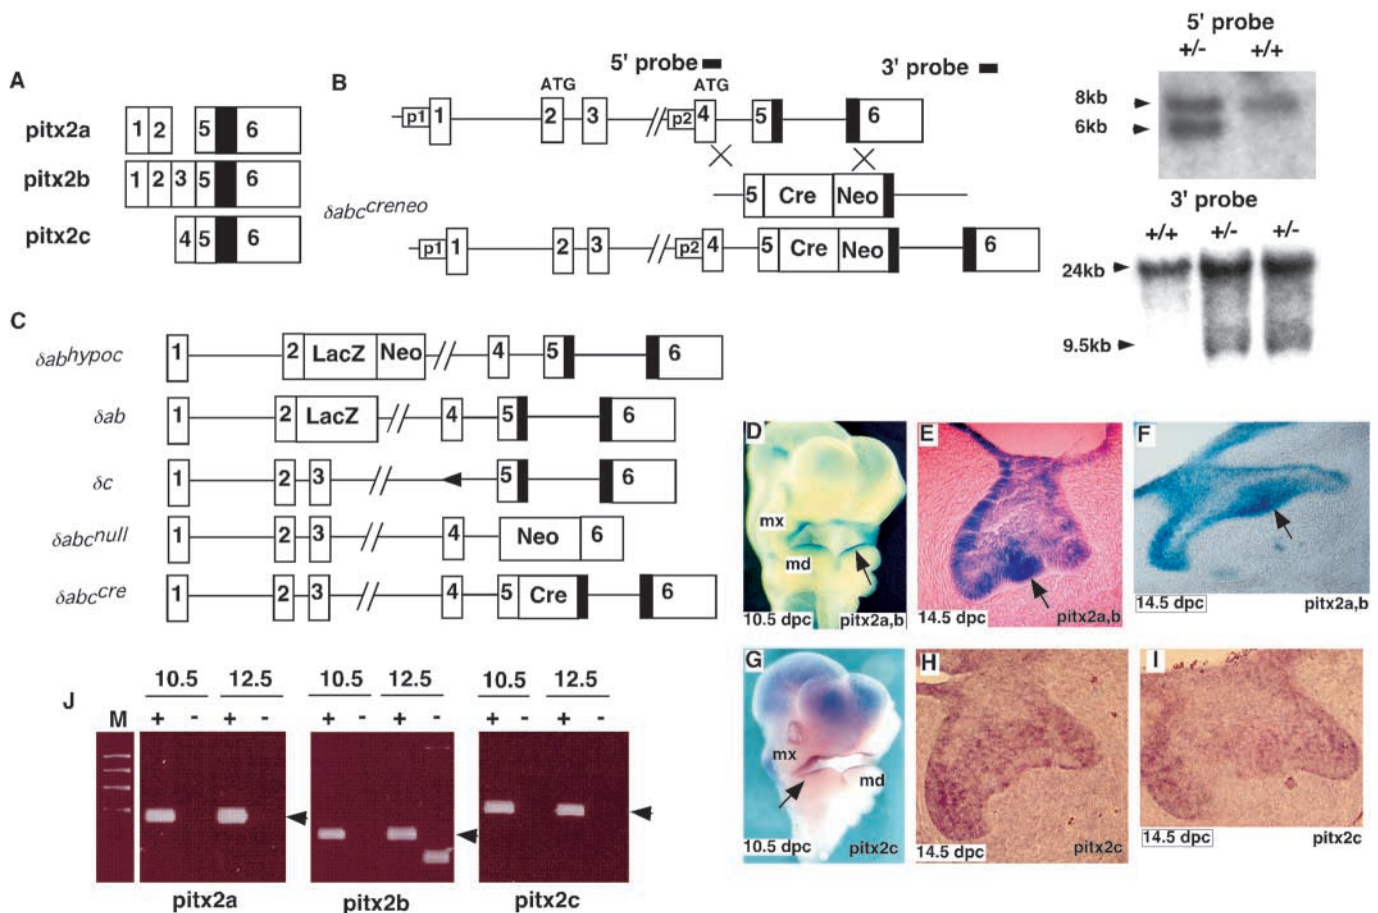 A
pitx2a
1 2 5 6
pitx2b
1 2 3 5 6
pitx2c
4 5 6
B
5' probe
3' probe
ATG
ATG
p1 1 2 3 p2 4 5 6
5 Cre Neo
δabc^creneo
p1 1 2 3 p2 4 5 Cre Neo 6
5' probe
+/- +/+
8kb
6kb
3' probe
+/+ +/- +/-
24kb
9.5kb
C
δab^hypoc
1 2 LacZ Neo 4 5 6
δab
1 2 LacZ 4 5 6
δc
1 2 3 5 6
δabc^null
1 2 3 4 Neo 6
δabc^cre
1 2 3 4 5 Cre 6
D
mx
md
10.5 dpc
pitx2a,b
E
14.5 dpc
pitx2a,b
F
14.5 dpc
pitx2a,b
G
mx
md
10.5 dpc
pitx2c
H
14.5 dpc
pitx2c
I
14.5 dpc
pitx2c
J
10.5 12.5 10.5 12.5 10.5 12.5
M + - + - + - + - + - + -
pitx2a
pitx2b
pitx2c